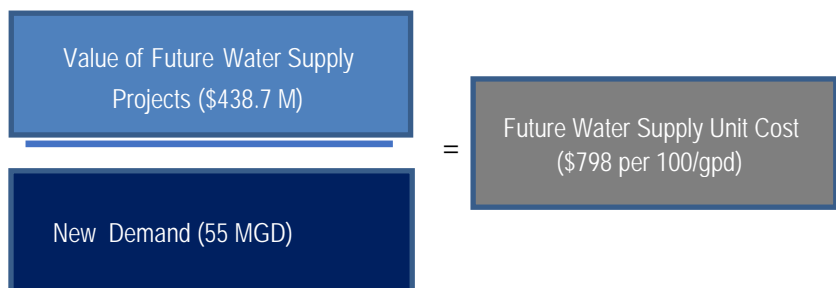 Value of Future Water Supply
Projects ($438.7 M)
=
Future Water Supply Unit Cost
($798 per 100/gpd)
New Demand (55 MGD)